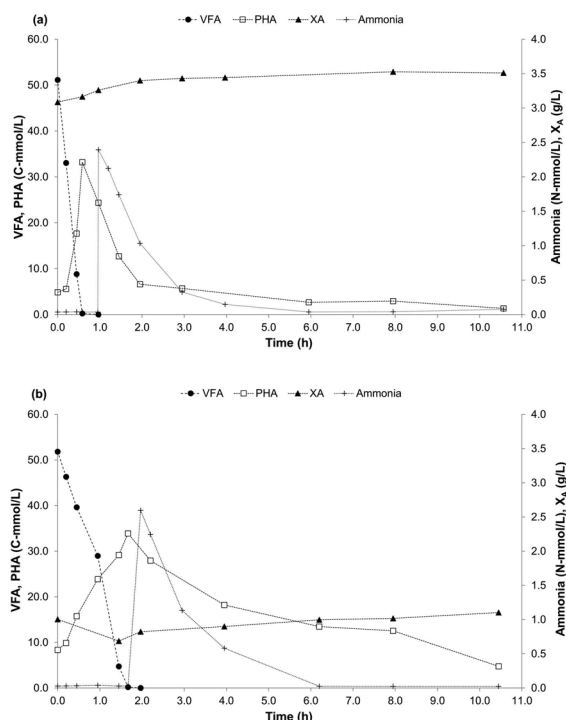 (a)
VFA PHA XA Ammonia
60.0 4.0
50.0 3.5
40.0 3.0
30.0 2.5
20.0 2.0
10.0 1.5
0.0 1.0
0.5
0.0
VFA, PHA (C-mmol/L)
Ammonia (N-mmol/L), XA (g/L)
0.0 1.0 2.0 3.0 4.0 5.0 6.0 7.0 8.0 9.0 10.0 11.0
Time (h)
(b)
VFA PHA XA Ammonia
60.0 4.0
50.0 3.5
40.0 3.0
30.0 2.5
20.0 2.0
10.0 1.5
0.0 1.0
0.5
0.0
VFA, PHA (C-mmol/L)
Ammonia (N-mmol/L), XA (g/L)
0.0 1.0 2.0 3.0 4.0 5.0 6.0 7.0 8.0 9.0 10.0 11.0
Time (h)